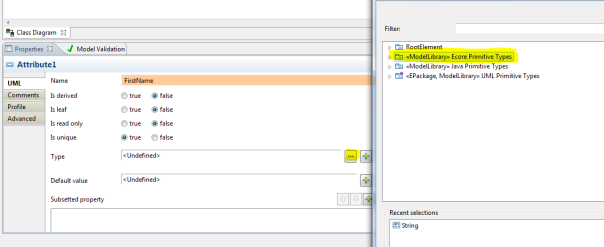 Class Diagram
Properties
Model Validation
Attribute1
UML
Comments
Profile
Advanced
Name FirstName
Is derived true false
Is leaf true false
Is read only true false
Is unique true false
Type <Undefined> ...
Default value <Undefined>
Subsetted property
Filter:
RootElement
«ModelLibrary» Ecore Primitive Types
«ModelLibrary» Java Primitive Types
«EPackage, ModelLibrary» UML Primitive Types
Recent selections
String